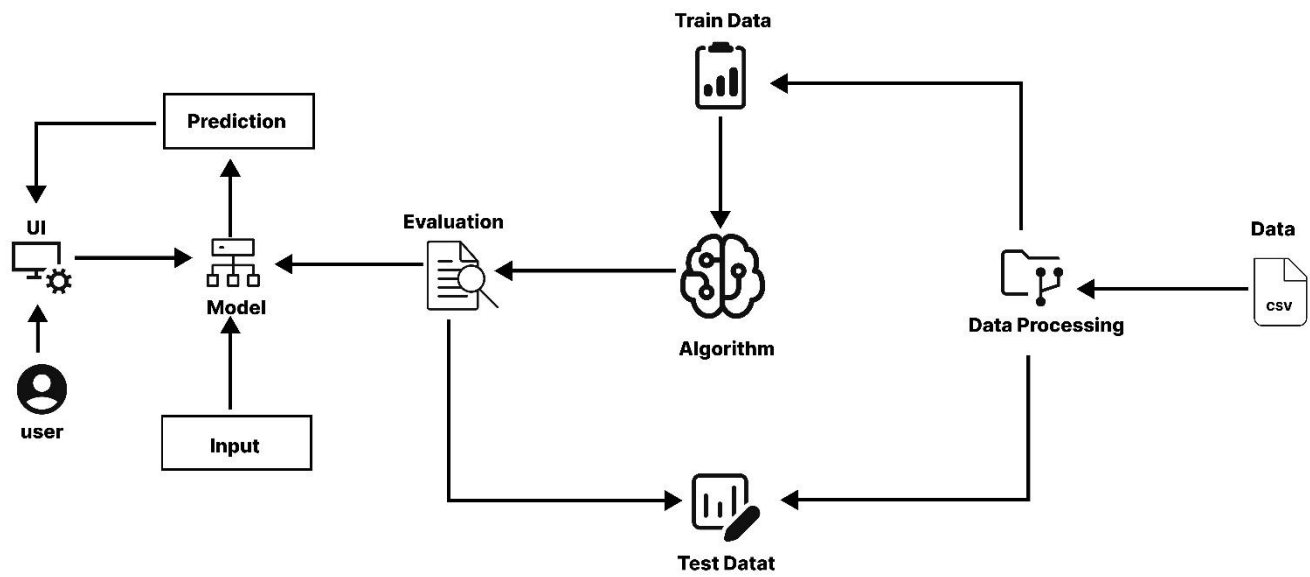 Train Data
Prediction
UI
Evaluation
Data
Model
csv
Data Processing
Algorithm
user
Input
Test Datat